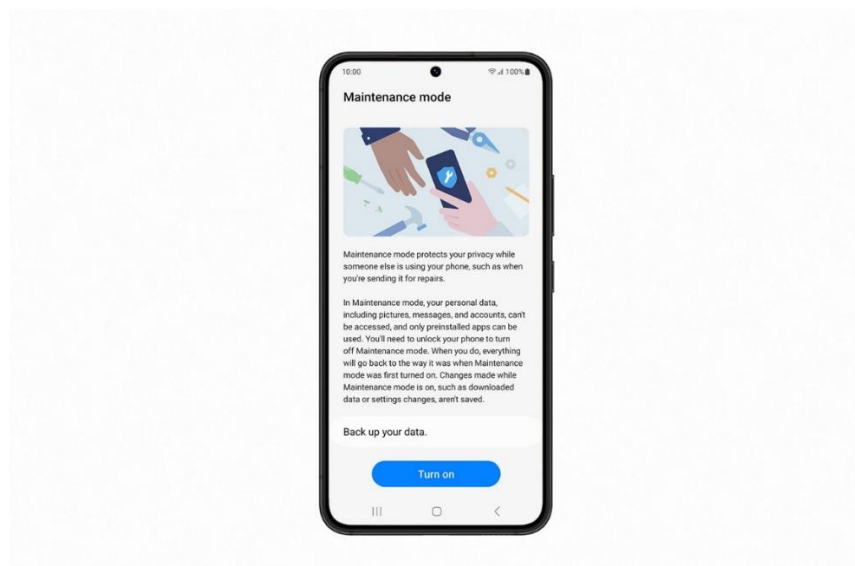 10:00
100%
Maintenance mode
Maintenance mode protects your privacy while
someone else is using your phone, such as when
you're sending it for repairs.
In Maintenance mode, your personal data,
including pictures, messages, and accounts, can't
be accessed, and only preinstalled apps can be
used. You'll need to unlock your phone to turn
off Maintenance mode. When you do, everything
will go back to the way it was when Maintenance
mode was first turned on. Changes made while
Maintenance mode is on, such as downloaded
data or settings changes, aren't saved.
Back up your data.
Turn on